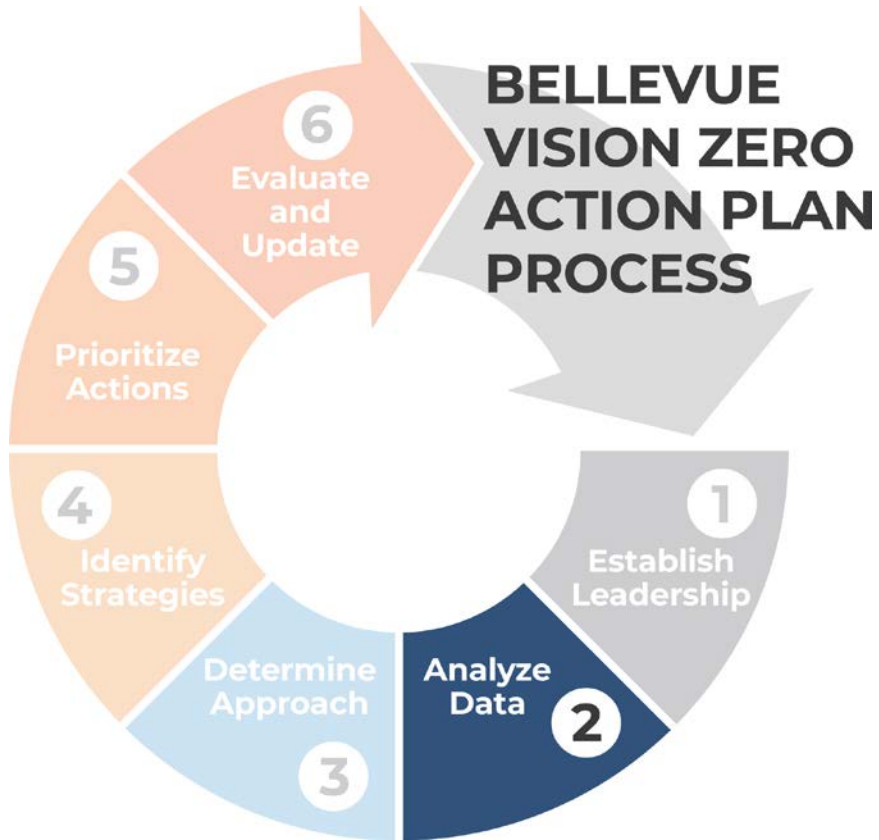 BELLEVUE
VISION ZERO
ACTION PLAN
PROCESS
1
Establish
Leadership
Analyze
Data
2
Determine
Approach
3
4
Identify
Strategies
5
Prioritize
Actions
6
Evaluate
and
Update